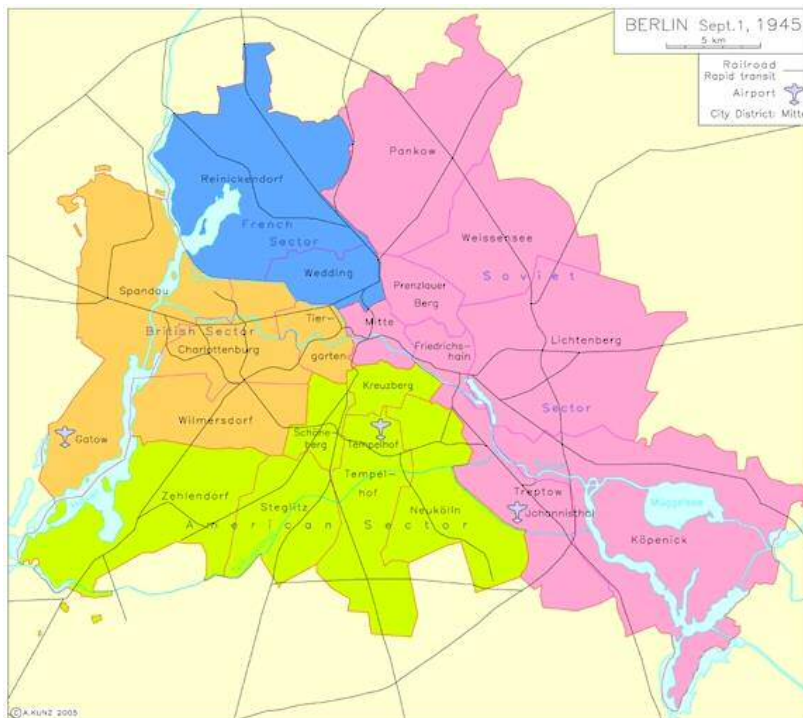 BERLIN Sept.1, 1945
5 km
Railroad
Rapid transit
Airport
City District: Mitte
Pankow
Reinickendorf
French
Sector
Weissensee
Wedding
Soviet
Spandau
Prenzlauer
Berg
Tier-
Mitte
British Sector
Charlottenburg
garten
Friedrichs-
hain
Lichtenberg
Kreuzberg
Sector
Wilmersdorf
Gatow
Schöne-
berg
Tempelhof
Zehlendorf
Tempel-
hof
Steglitz
Neukölln
Treptow
Johannisthal
Müggelsee
American Sector
Köpenick
©A.KUNZ 2005